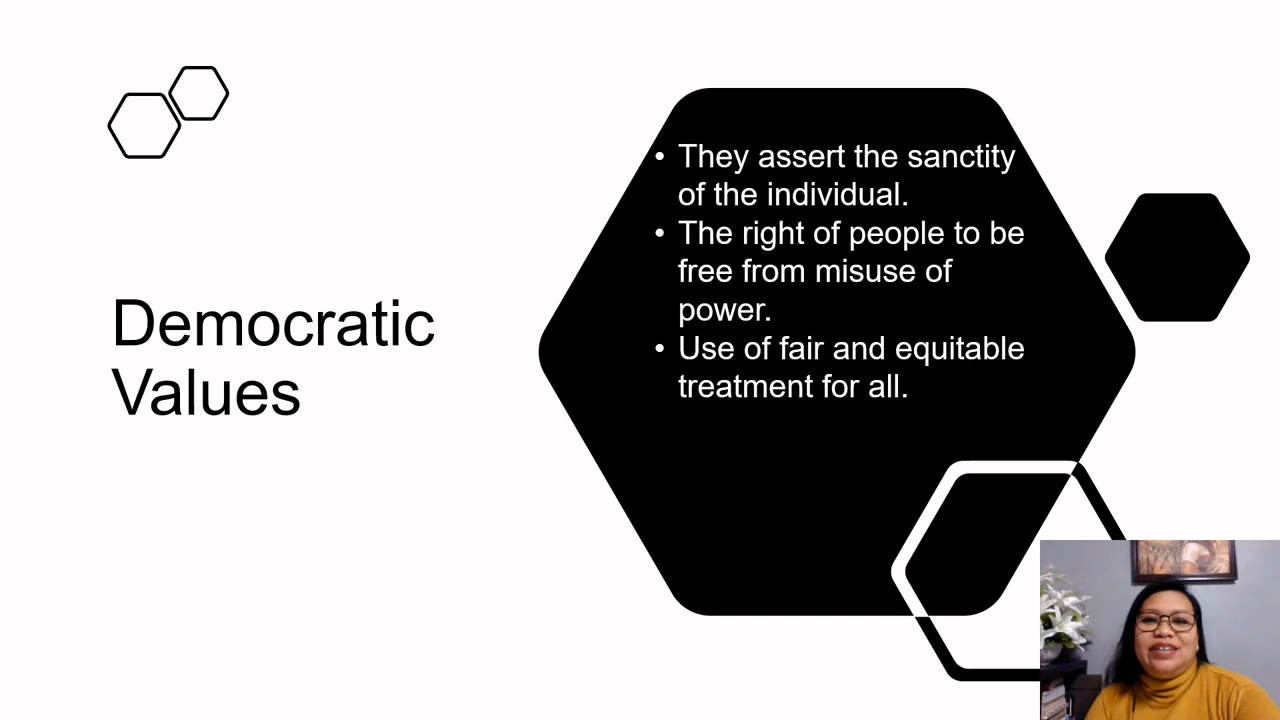 Democratic
Values
• They assert the sanctity
of the individual.
• The right of people to be
free from misuse of
power.
• Use of fair and equitable
treatment for all.